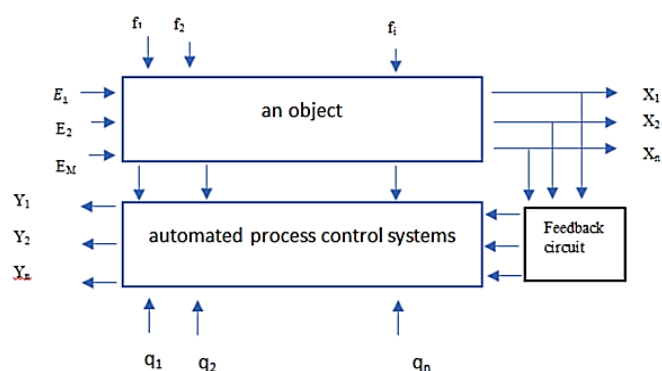 f₁ f₂ fᵢ
E₁ X₁
an object
E₂ X₂
E_M Xₙ
Y₁
Y₂ automated process control systems Feedback
circuit
Yₙ
q₁ q₂ qₙ